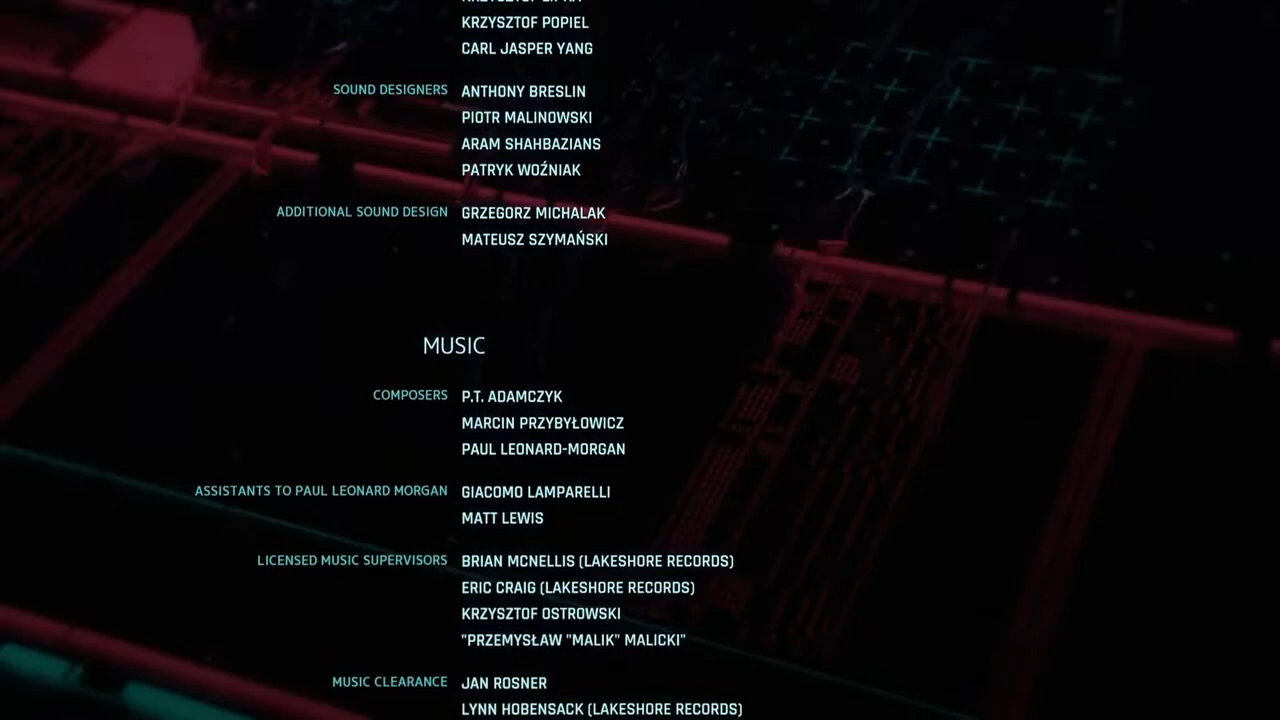 KRZYSZTOF POPIEL
CARL JASPER YANG
SOUND DESIGNERS ANTHONY BRESLIN
PIOTR MALINOWSKI
ARAM SHAHBAZIANS
PATRYK WOŹNIAK
ADDITIONAL SOUND DESIGN GRZEGORZ MICHALAK
MATEUSZ SZYMAŃSKI
MUSIC
COMPOSERS P.T. ADAMCZYK
MARCIN PRZYBYŁOWICZ
PAUL LEONARD-MORGAN
ASSISTANTS TO PAUL LEONARD MORGAN GIACOMO LAMPARELLI
MATT LEWIS
LICENSED MUSIC SUPERVISORS BRIAN MCNELLIS (LAKESHORE RECORDS)
ERIC CRAIG (LAKESHORE RECORDS)
KRZYSZTOF OSTROWSKI
"PRZEMYSŁAW "MALIK" MALICKI"
MUSIC CLEARANCE JAN ROSNER
LYNN HOBENSACK (LAKESHORE RECORDS)